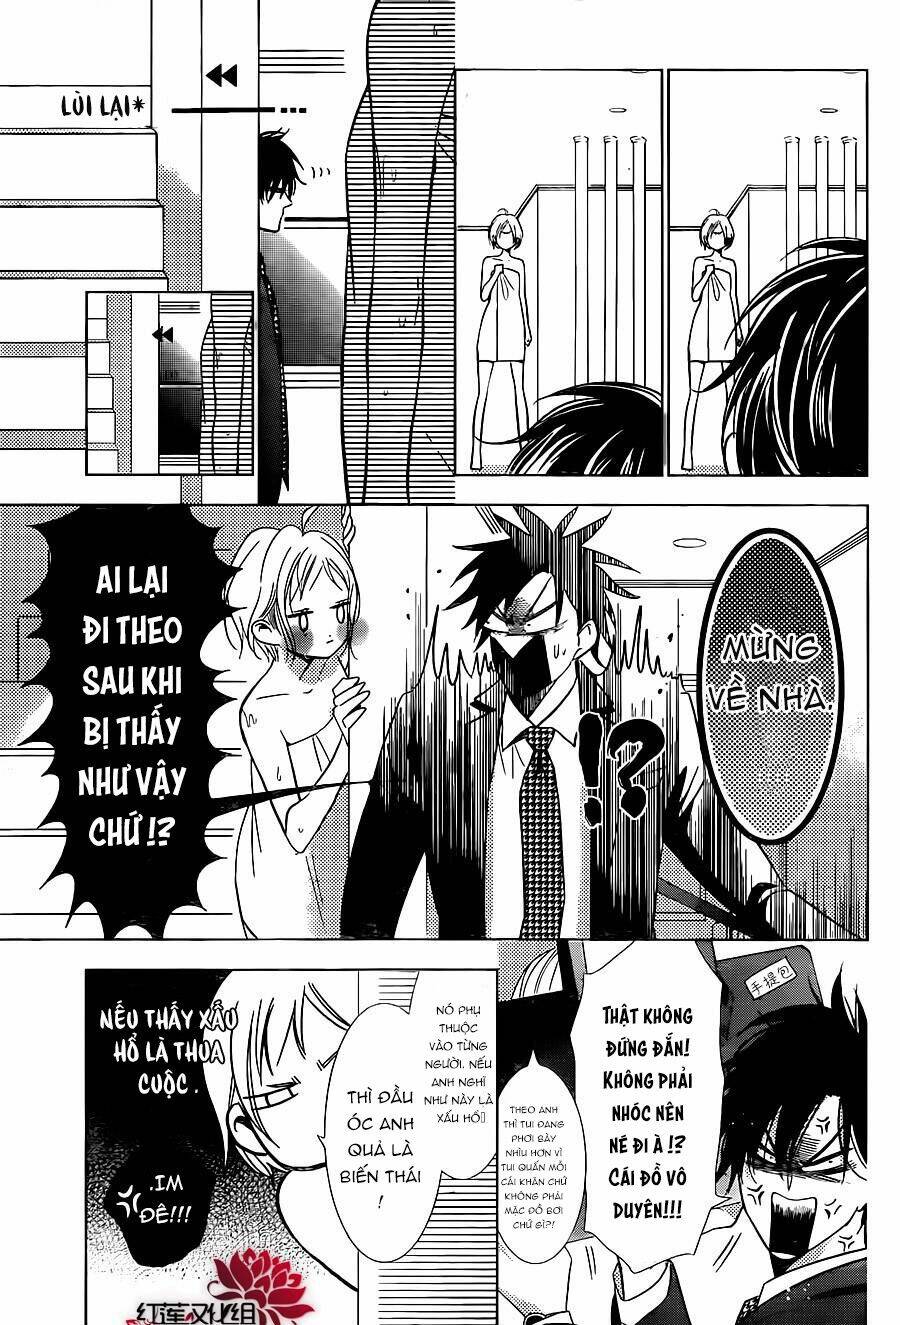 LÙI LẠI*
MỪNG
VỀ NHÀ.
!?
AI LẠI
ĐI THEO
SAU KHI
BỊ THẤY
NHƯ VẬY
CHỨ!?
手提包
THẬT KHÔNG
ĐỨNG ĐẮN!
KHÔNG PHẢI
NHÓC NÊN
NÉ ĐI À!?
CÁI ĐỒ VÔ
DUYÊN!!!
THEO ANH
THÌ TUI ĐANG
PHƠI BÀY
NHÌU HƠN VÌ
TUI QUẤN MỖI
CÁI KHĂN CHỨ
KHÔNG PHẢI
MẶC ĐỒ BƠI
CHỨ GÌ?!
NÓ PHỤ
THUỘC
VÀO TỪNG
NGƯỜI. NẾU
ANH NGHĨ
NHƯ NÀY LÀ
XẤU HỔ
THÌ ĐẦU
ÓC ANH
QUẢ LÀ
BIẾN THÁI
!
NẾU THẤY XẤU
HỔ LÀ THUA
CUỘC.
.IM
ĐÊ!!!
红莲汉化组